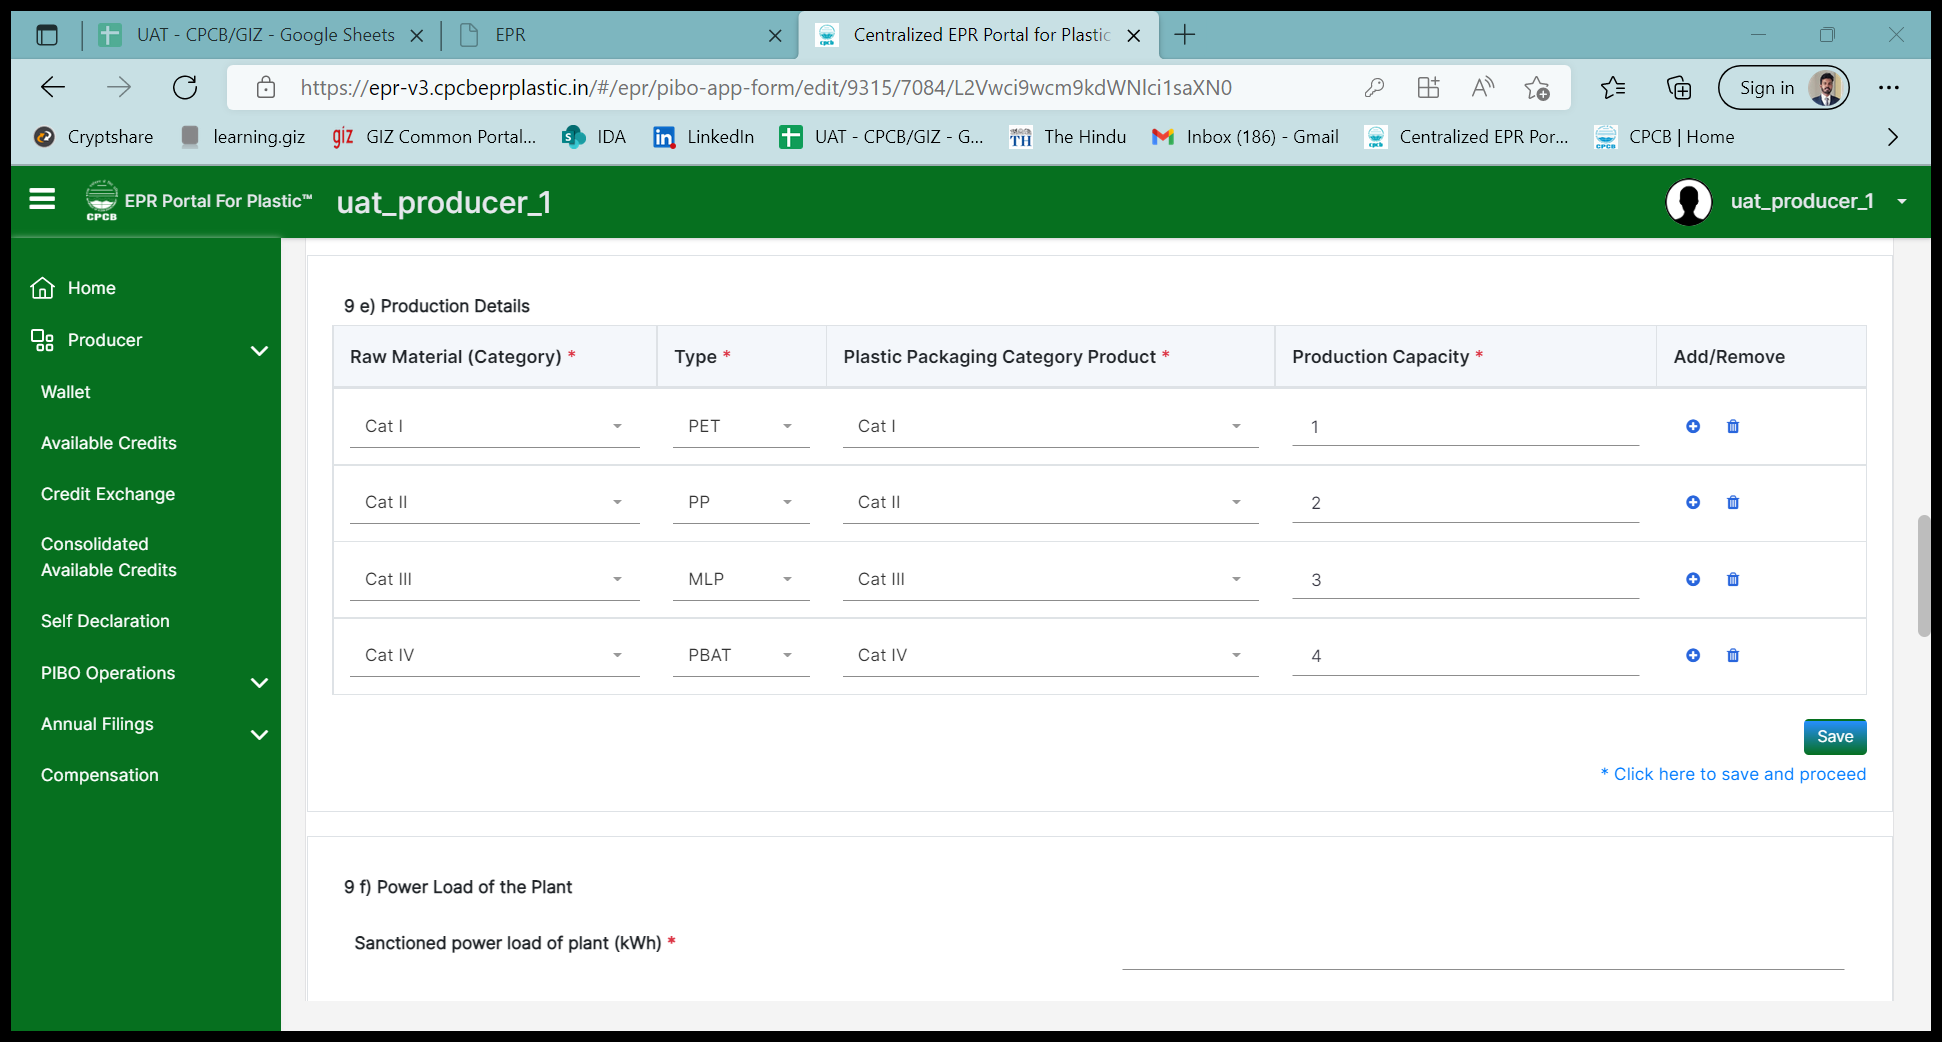 UAT - CPCB/GIZ - Google Sheets
EPR
Centralized EPR Portal for Plastic
https://epr-v3.cpcbeprplastic.in/#/epr/pibo-app-form/edit/9315/7084/L2Vwci9wcm9kdWNlci1saXN0
Sign in
Cryptshare
learning.giz
giz GIZ Common Portal...
IDA
LinkedIn
UAT - CPCB/GIZ - G...
TH The Hindu
Inbox (186) - Gmail
Centralized EPR Por...
CPCB | Home
CPCB EPR Portal For Plastic™
uat_producer_1
uat_producer_1
Home
Producer
Wallet
Available Credits
Credit Exchange
Consolidated
Available Credits
Self Declaration
PIBO Operations
Annual Filings
Compensation
9 e) Production Details
Raw Material (Category) * Type * Plastic Packaging Category Product * Production Capacity * Add/Remove
Cat I PET Cat I 1
Cat II PP Cat II 2
Cat III MLP Cat III 3
Cat IV PBAT Cat IV 4
Save
* Click here to save and proceed
9 f) Power Load of the Plant
Sanctioned power load of plant (kWh) *